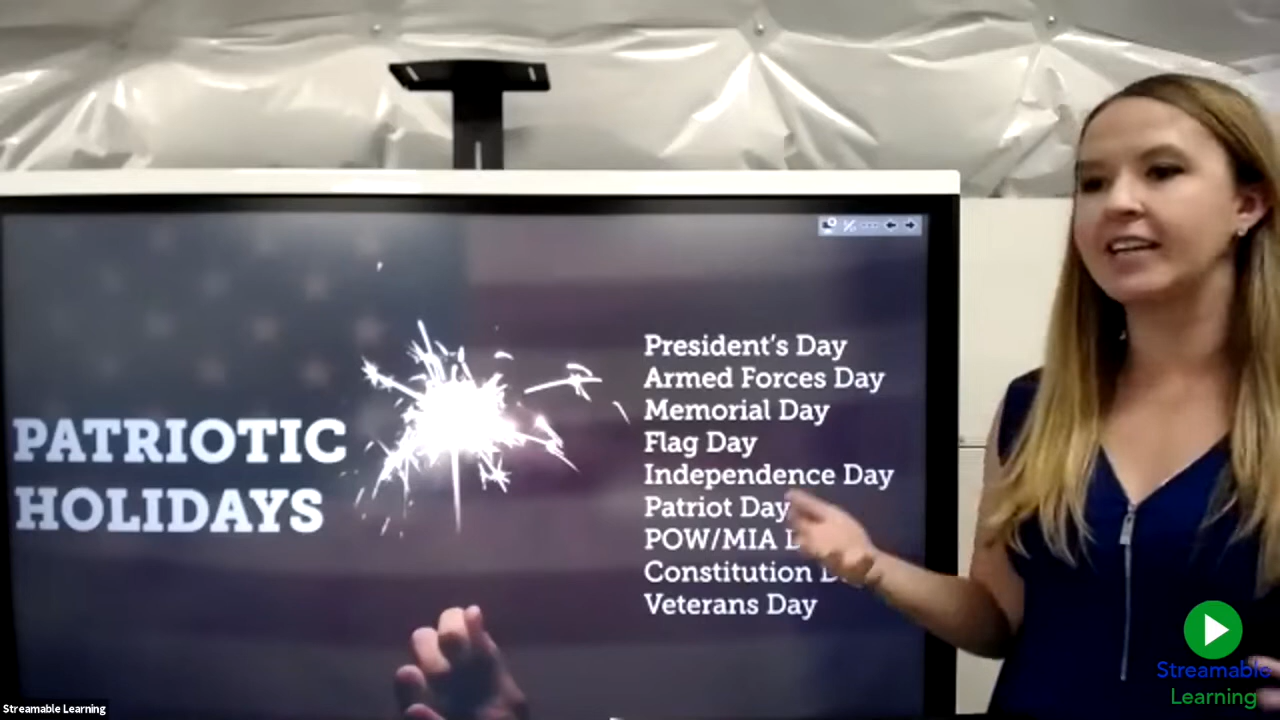 PATRIOTIC
HOLIDAYS
President's Day
Armed Forces Day
Memorial Day
Flag Day
Independence Day
Patriot Day
POW/MIA
Constitution
Veterans Day
Streamable
Learning
Streamable Learning